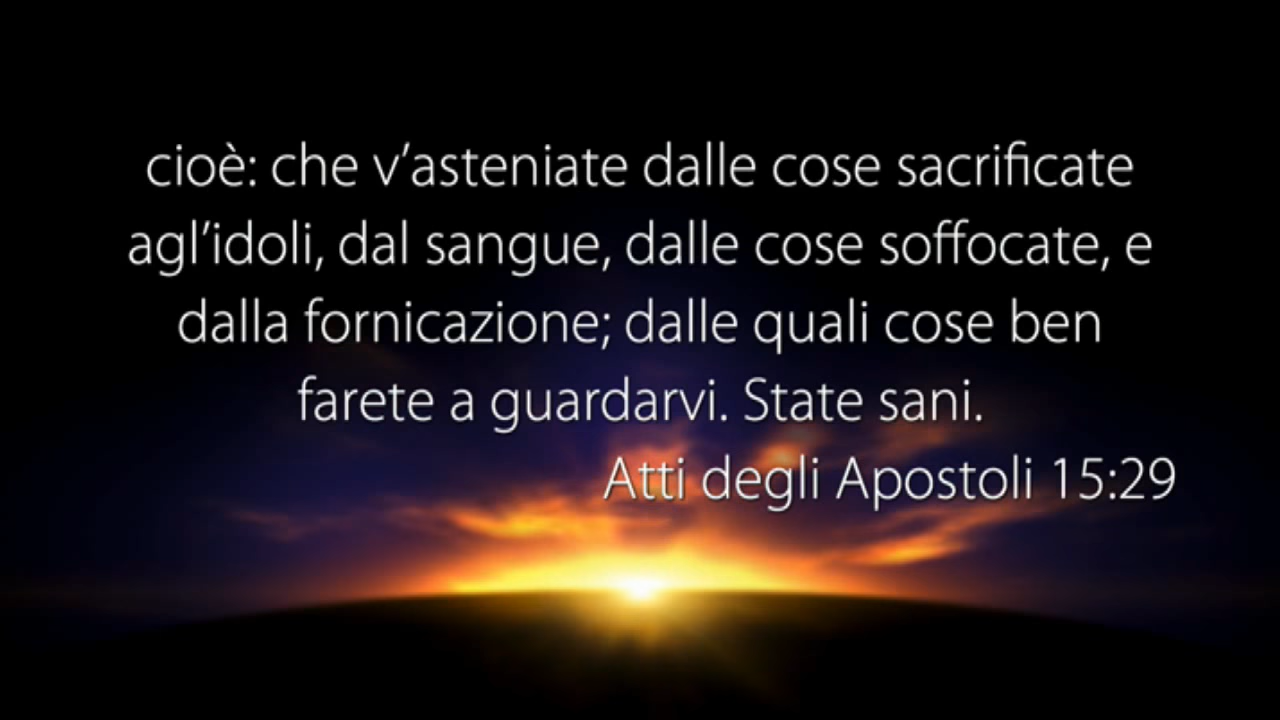 cioè: che v’asteniate dalle cose sacrificate
agl’idoli, dal sangue, dalle cose soffocate, e
dalla fornicazione; dalle quali cose ben
farete a guardarvi. State sani.
Atti degli Apostoli 15:29